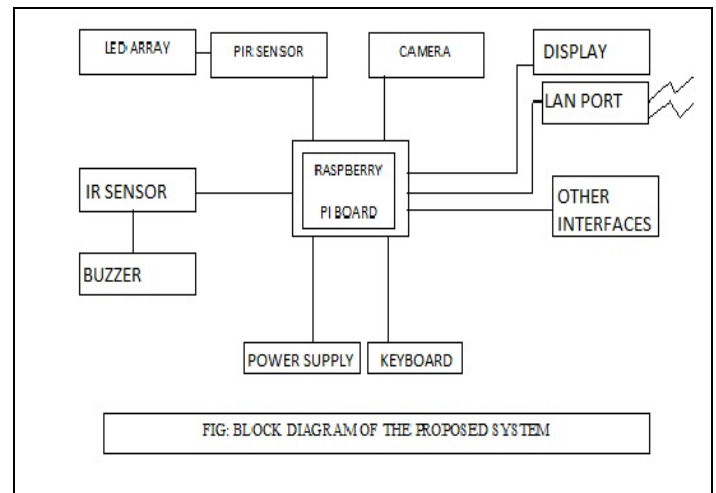 LED ARRAY
PIR SENSOR
CAMERA
DISPLAY
LAN PORT
RASPBERRY
PI BOARD
IR SENSOR
OTHER
INTERFACES
BUZZER
POWER SUPPLY
KEYBOARD
FIG: BLOCK DIAGRAM OF THE PROPOSED SYSTEM